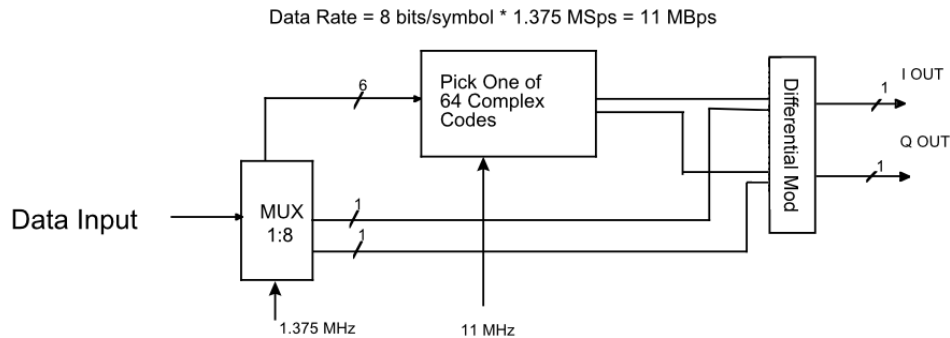 Data Rate = 8 bits/symbol * 1.375 MSps = 11 MBps
6
Pick One of
64 Complex
Codes
Differential Mod
1
I OUT
Q OUT
1
Data Input
MUX
1:8
1
1
1.375 MHz
11 MHz